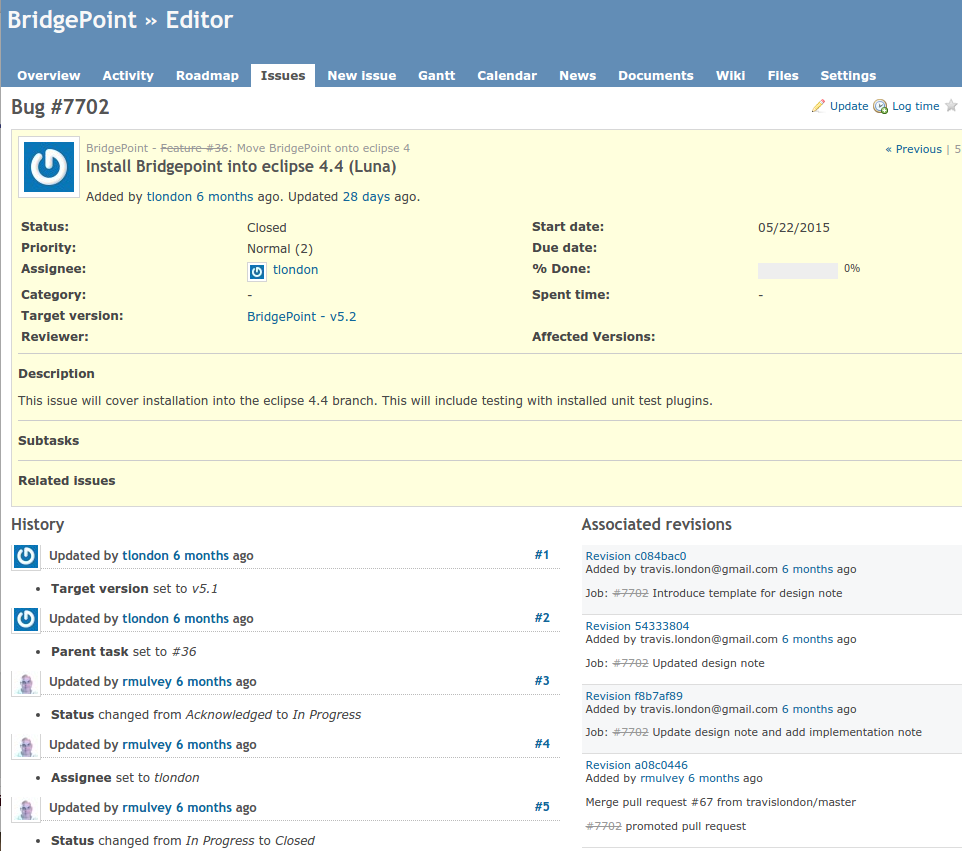 BridgePoint » Editor
Overview Activity Roadmap Issues New issue Gantt Calendar News Documents Wiki Files Settings
Bug #7702
Update Log time
BridgePoint - Feature #36: Move BridgePoint onto eclipse 4
« Previous | 5
Install Bridgepoint into eclipse 4.4 (Luna)
Added by tlondon 6 months ago. Updated 28 days ago.
Status: Closed Start date: 05/22/2015
Priority: Normal (2) Due date:
Assignee: tlondon % Done: 0%
Category: - Spent time: -
Target version: BridgePoint - v5.2
Reviewer: Affected Versions:
Description
This issue will cover installation into the eclipse 4.4 branch. This will include testing with installed unit test plugins.
Subtasks
Related issues
History
Updated by tlondon 6 months ago #1
• Target version set to v5.1
Updated by tlondon 6 months ago #2
• Parent task set to #36
Updated by rmulvey 6 months ago #3
• Status changed from Acknowledged to In Progress
Updated by rmulvey 6 months ago #4
• Assignee set to tlondon
Updated by rmulvey 6 months ago #5
• Status changed from In Progress to Closed
Associated revisions
Revision c084bac0
Added by travis.london@gmail.com 6 months ago
Job: #7702 Introduce template for design note
Revision 54333804
Added by travis.london@gmail.com 6 months ago
Job: #7702 Updated design note
Revision f8b7af89
Added by travis.london@gmail.com 6 months ago
Job: #7702 Update design note and add implementation note
Revision a08c0446
Added by rmulvey 6 months ago
Merge pull request #67 from travislondon/master
#7702 promoted pull request